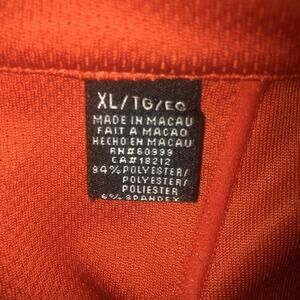 XL/TG/EG
MADE IN MACAU
FAIT A MACAO
HECHO EN MACAU
RN#60999
CA#18212
94%POLYESTER/
POLYESTER/
POLIESTER
6% SPANDEX